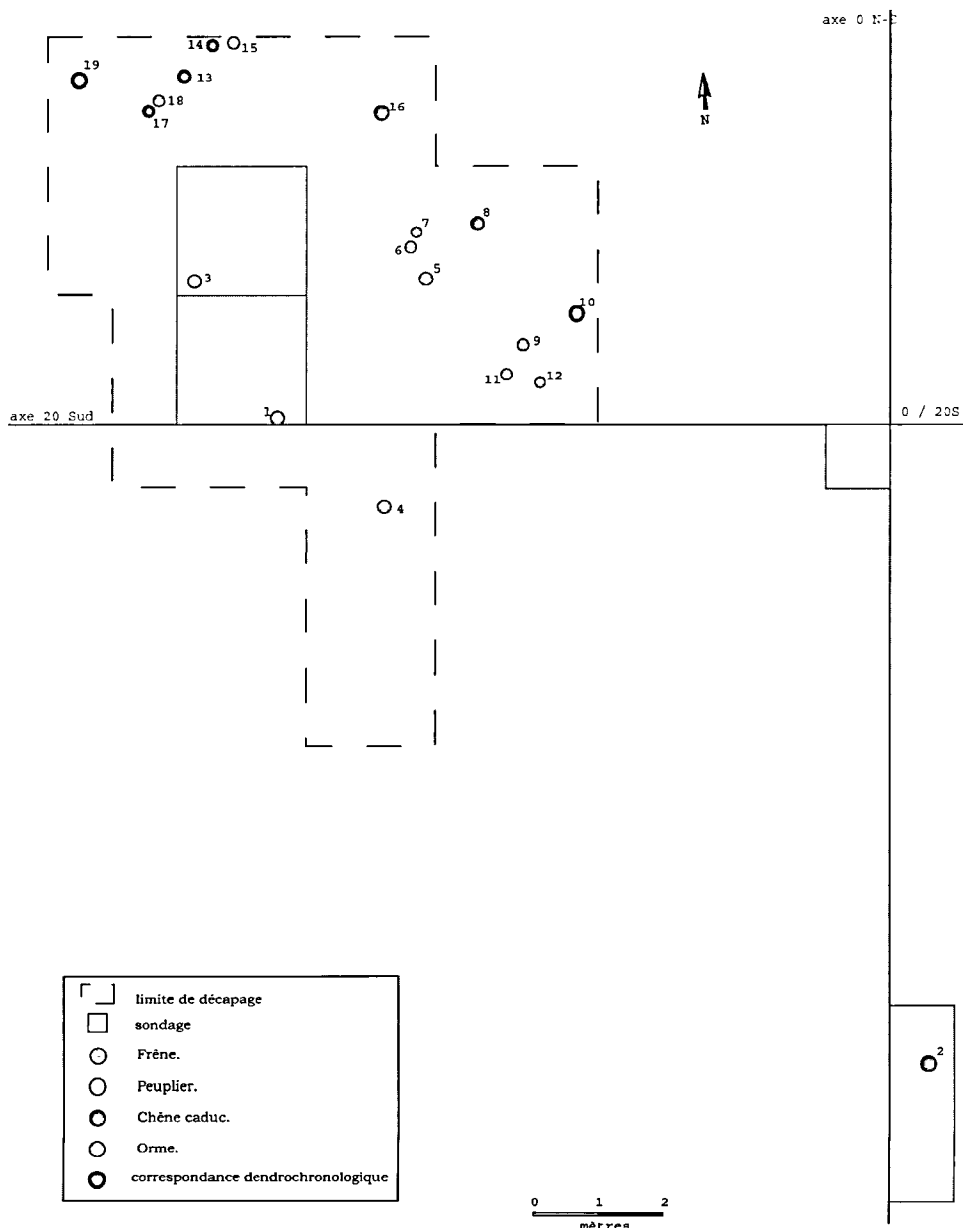 axe 0 N-S
14 15
19
13
18
17
16
8
7
6
5
3
10
9
11 12
1
axe 20 Sud
0 / 20S
4
N
limite de décapage
sondage
Frêne.
Peuplier.
Chêne caduc.
Orme.
correspondance dendrochronologique
2
0 1 2
mètres